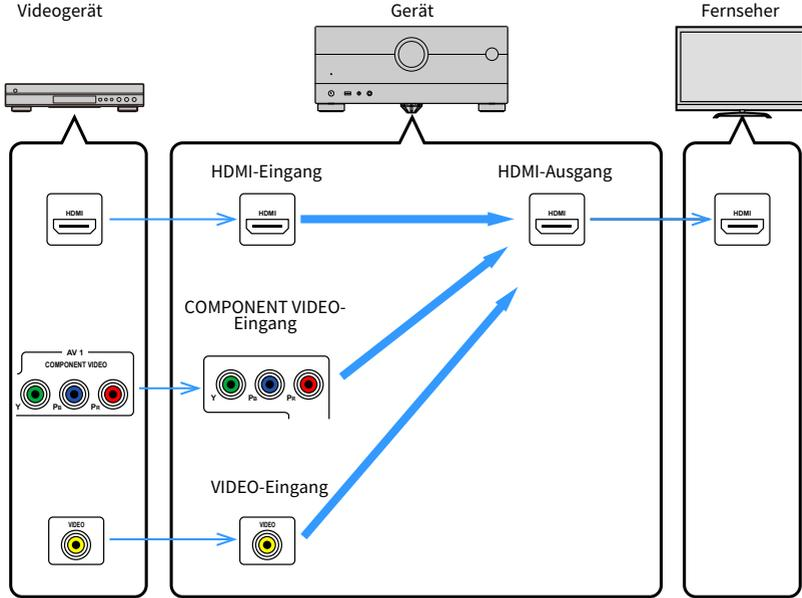 Videogerät
Gerät
Fernseher
HDMI-Eingang
HDMI-Ausgang
HDMI
HDMI
HDMI
HDMI
COMPONENT VIDEO-
Eingang
AV 1
COMPONENT VIDEO
Y PB PR
Y PB PR
VIDEO-Eingang
VIDEO
VIDEO